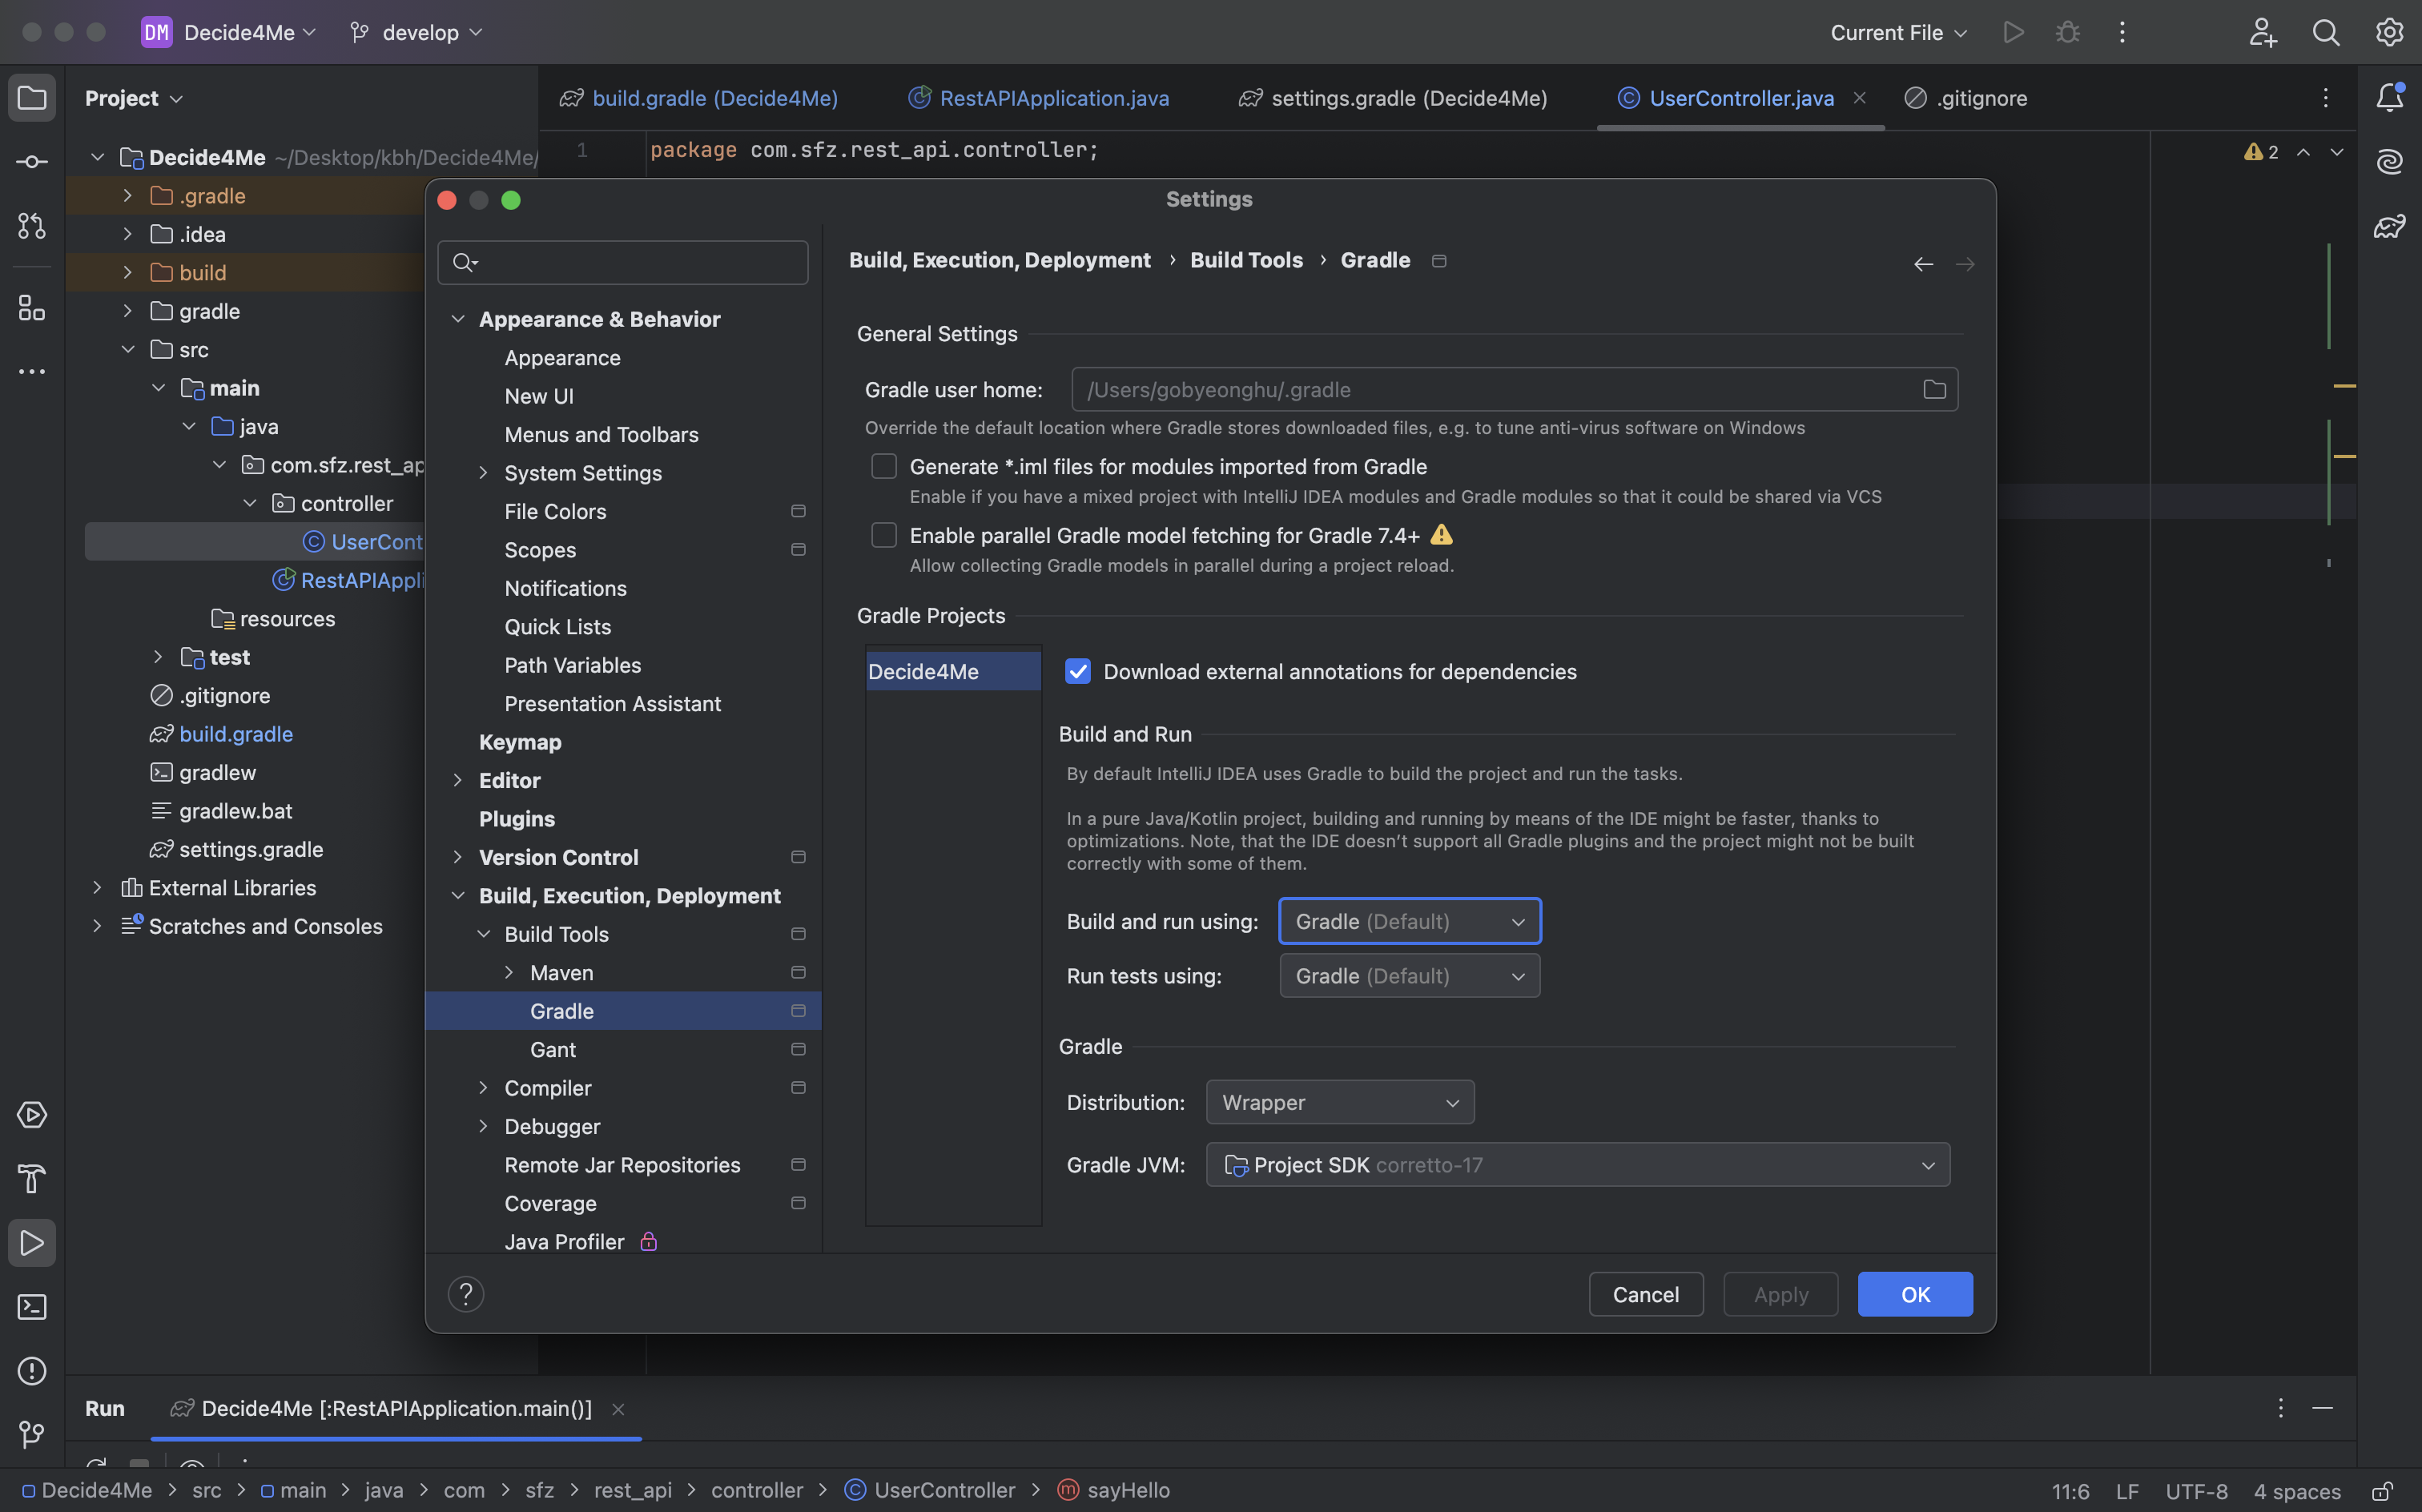 DM Decide4Me develop Current File
Project
build.gradle (Decide4Me) RestAPIApplication.java settings.gradle (Decide4Me) UserController.java .gitignore
Decide4Me ~/Desktop/kbh/Decide4Me/
.gradle
.idea
build
gradle
src
main
java
com.sfz.rest_ap
controller
UserCont
RestAPIAppli
resources
test
.gitignore
build.gradle
gradlew
gradlew.bat
settings.gradle
External Libraries
Scratches and Consoles
1 package com.sfz.rest_api.controller;
2
Settings
Appearance & Behavior
Appearance
New UI
Menus and Toolbars
System Settings
File Colors
Scopes
Notifications
Quick Lists
Path Variables
Presentation Assistant
Keymap
Editor
Plugins
Version Control
Build, Execution, Deployment
Build Tools
Maven
Gradle
Gant
Compiler
Debugger
Remote Jar Repositories
Coverage
Java Profiler
Build, Execution, Deployment › Build Tools › Gradle
General Settings
Gradle user home: /Users/gobyeonghu/.gradle
Override the default location where Gradle stores downloaded files, e.g. to tune anti-virus software on Windows
Generate *.iml files for modules imported from Gradle
Enable if you have a mixed project with IntelliJ IDEA modules and Gradle modules so that it could be shared via VCS
Enable parallel Gradle model fetching for Gradle 7.4+
Allow collecting Gradle models in parallel during a project reload.
Gradle Projects
Decide4Me
Download external annotations for dependencies
Build and Run
By default IntelliJ IDEA uses Gradle to build the project and run the tasks.
In a pure Java/Kotlin project, building and running by means of the IDE might be faster, thanks to
optimizations. Note, that the IDE doesn't support all Gradle plugins and the project might not be built
correctly with some of them.
Build and run using: Gradle (Default)
Run tests using: Gradle (Default)
Gradle
Distribution: Wrapper
Gradle JVM: Project SDK corretto-17
? Cancel Apply OK
Run Decide4Me [:RestAPIApplication.main()]
Decide4Me > src > main > java > com > sfz > rest_api > controller > UserController > sayHello
11:6 LF UTF-8 4 spaces